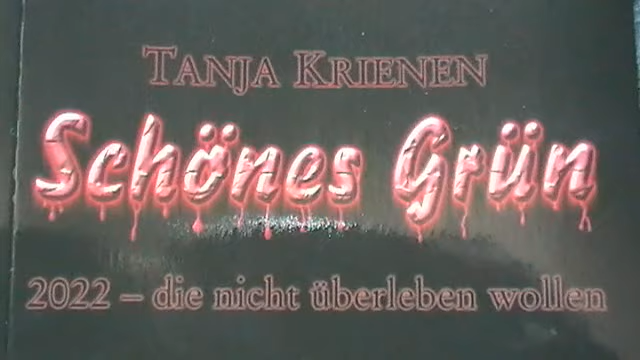 TANJA KRIENEN
Schönes Grün
2022 – die nicht überleben wollen